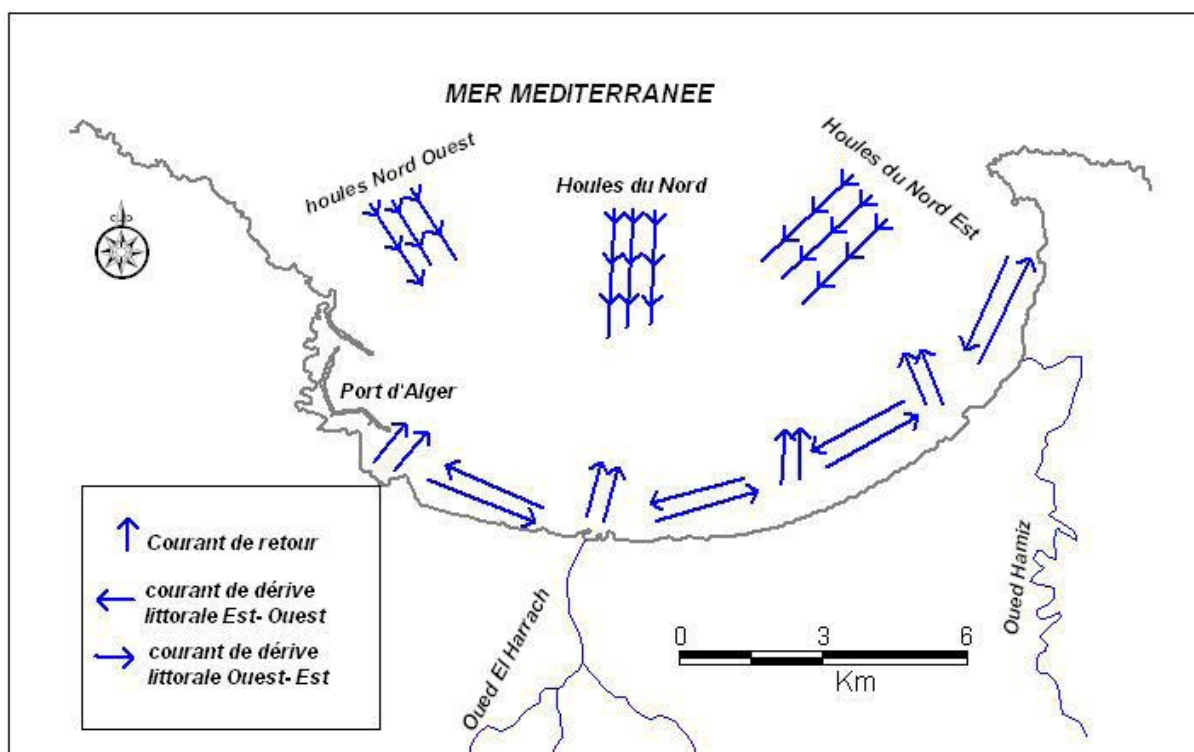 MER MEDITERRANEE
houles Nord Ouest
Houles du Nord
Houles du Nord Est
Port d'Alger
Courant de retour
courant de dérive
littorale Est- Ouest
courant de dérive
littorale Ouest- Est
Oued El Harrach
Oued Hamiz
0 3 6
Km